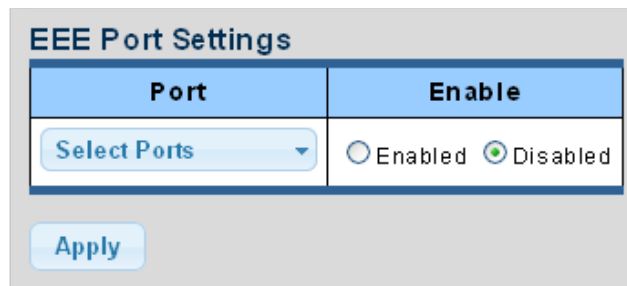 EEE Port Settings
Port Enable
Select Ports Enabled Disabled
Apply